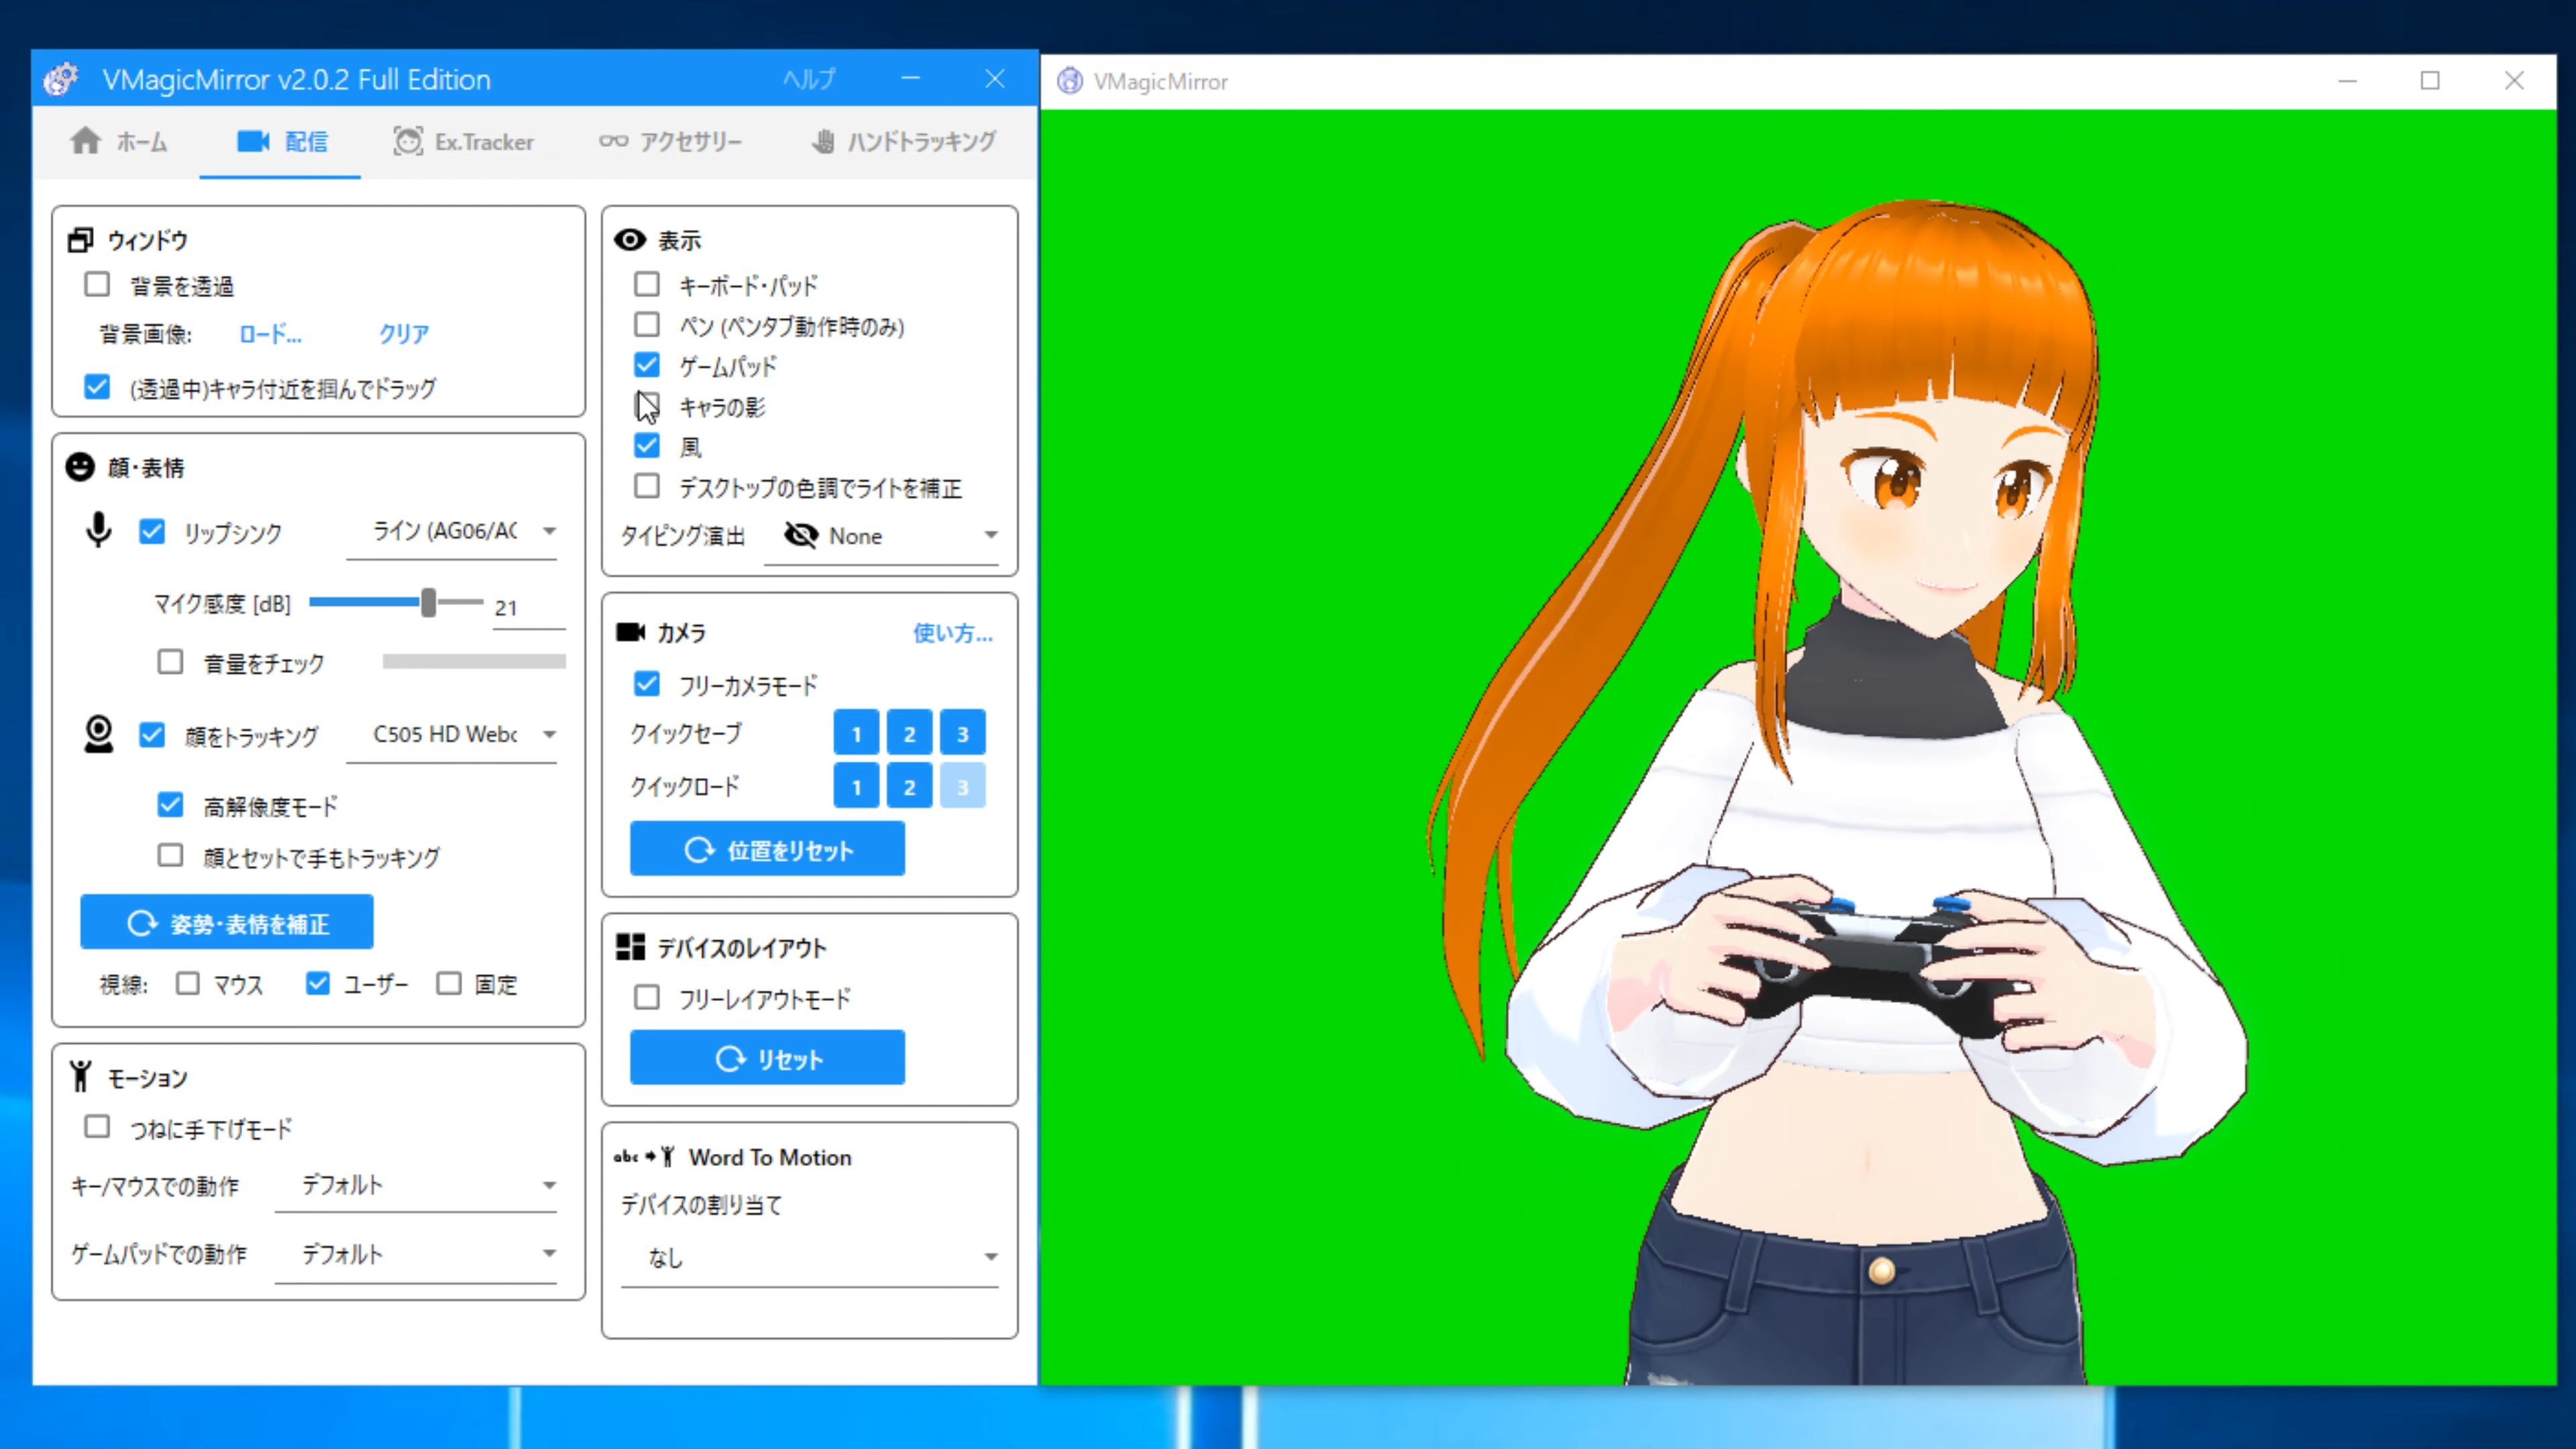 VMagicMirror v2.0.2 Full Edition ヘルプ
VMagicMirror
ホーム 配信 Ex.Tracker アクセサリー ハンドトラッキング
ウィンドウ
背景を透過
背景画像: ロード... クリア
(透過中)キャラ付近を掴んでドラッグ
顔・表情
リップシンク ライン (AG06/AC
マイク感度 [dB] 21
音量をチェック
顔をトラッキング C505 HD Webc
高解像度モード
顔とセットで手もトラッキング
姿勢・表情を補正
視線: マウス ユーザー 固定
モーション
つねに手下げモード
キー/マウスでの動作 デフォルト
ゲームパッドでの動作 デフォルト
表示
キーボード・パッド
ペン (ペンタブ動作時のみ)
ゲームパッド
キャラの影
風
デスクトップの色調でライトを補正
タイピング演出 None
カメラ 使い方...
フリーカメラモード
クイックセーブ 1 2 3
クイックロード 1 2 3
位置をリセット
デバイスのレイアウト
フリーレイアウトモード
リセット
abc Word To Motion
デバイスの割り当て
なし